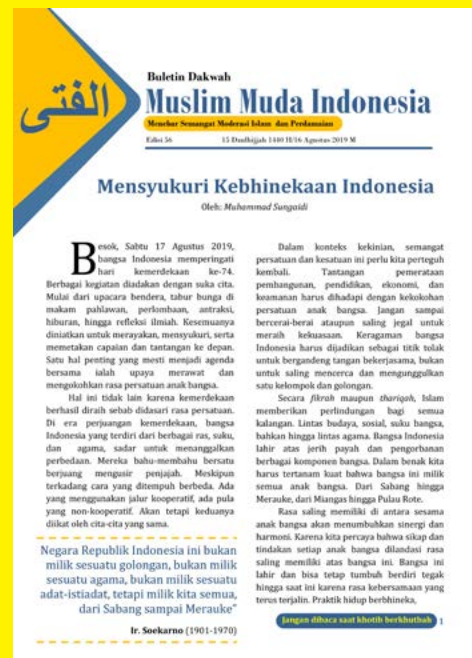 الفتى
Buletin Dakwah
Muslim Muda Indonesia
Menebar Semangat Moderasi Islam dan Perdamaian
Edisi 56 15 Dzulhijjah 1440 H/16 Agustus 2019 M
Mensyukuri Kebhinekaan Indonesia
Oleh: Muhammad Sungaidi
Besok, Sabtu 17 Agustus 2019,
bangsa Indonesia memperingati
hari kemerdekaan ke-74.
Berbagai kegiatan diadakan dengan suka cita.
Mulai dari upacara bendera, tabur bunga di
makam pahlawan, perlombaan, antraksi,
hiburan, hingga refleksi ilmiah. Kesemuanya
diniatkan untuk merayakan, mensyukuri, serta
memetakan capaian dan tantangan ke depan.
Satu hal penting yang mesti menjadi agenda
bersama ialah upaya merawat dan
mengokohkan rasa persatuan anak bangsa.
Hal ini tidak lain karena kemerdekaan
berhasil diraih sebab didasari rasa persatuan.
Di era perjuangan kemerdekaan, bangsa
Indonesia yang terdiri dari berbagai ras, suku,
dan agama, sadar untuk menanggalkan
perbedaan. Mereka bahu-membahu bersatu
berjuang mengusir penjajah. Meskipun
terkadang cara yang ditempuh berbeda. Ada
yang menggunakan jalur kooperatif, ada pula
yang non-kooperatif. Akan tetapi keduanya
diikat oleh cita-cita yang sama.
Negara Republik Indonesia ini bukan
milik sesuatu golongan, bukan milik
sesuatu agama, bukan milik sesuatu
adat-istiadat, tetapi milik kita semua,
dari Sabang sampai Merauke"
Ir. Soekarno (1901-1970)
Dalam konteks kekinian, semangat
persatuan dan kesatuan ini perlu kita perteguh
kembali. Tantangan pemerataan
pembangunan, pendidikan, ekonomi, dan
keamanan harus dihadapi dengan kekokohan
persatuan anak bangsa. Jangan sampai
bercerai-berai ataupun saling jegal untuk
meraih kekuasaan. Keragaman bangsa
Indonesia harus dijadikan sebagai titik tolak
untuk bergandeng tangan bekerjasama, bukan
untuk saling mencerca dan mengunggulkan
satu kelompok dan golongan.
Secara fikrah maupun thariqah, Islam
memberikan perlindungan bagi semua
kalangan. Lintas budaya, sosial, suku bangsa,
bahkan hingga lintas agama. Bangsa Indonesia
lahir atas jerih payah dan pengorbanan
berbagai komponen bangsa. Dalam benak kita
harus tertanam kuat bahwa bangsa ini milik
semua anak bangsa. Dari Sabang hingga
Merauke, dari Miangas hingga Pulau Rote.
Rasa saling memiliki di antara sesama
anak bangsa akan menumbuhkan sinergi dan
harmoni. Karena kita percaya bahwa sikap dan
tindakan setiap anak bangsa dilandasi rasa
saling memiliki atas bangsa ini. Bangsa ini
lahir dan bisa tetap tumbuh berdiri tegak
hingga saat ini karena rasa kebersamaan yang
terus terjalin. Praktik hidup berbhineka,
Jangan dibaca saat khotib berkhutbah 1